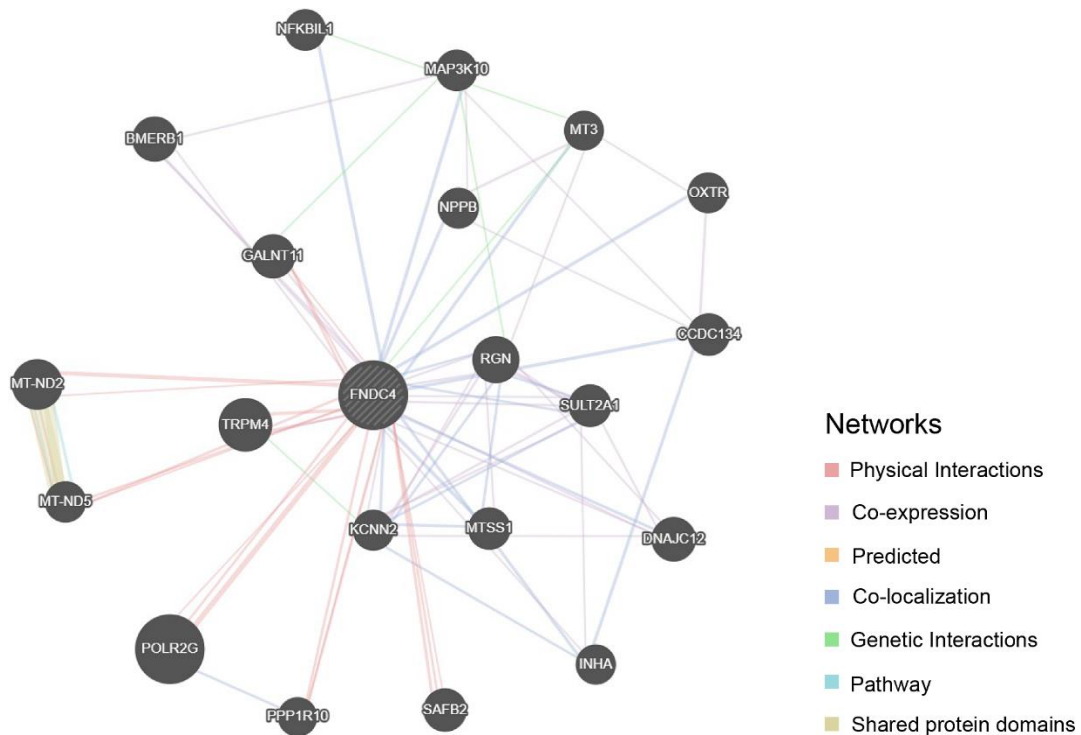 NFKBIL1
MAP3K10
BMERB1
MT3
OXTR
NPPB
GALNT11
CCDC134
RGN
MT-ND2
FNDC4
SULT2A1
TRPM4
MT-ND5
KCNN2
MTSS1
DNAJC12
POLR2G
INHA
PPP1R10
SAFB2
Networks
Physical Interactions
Co-expression
Predicted
Co-localization
Genetic Interactions
Pathway
Shared protein domains